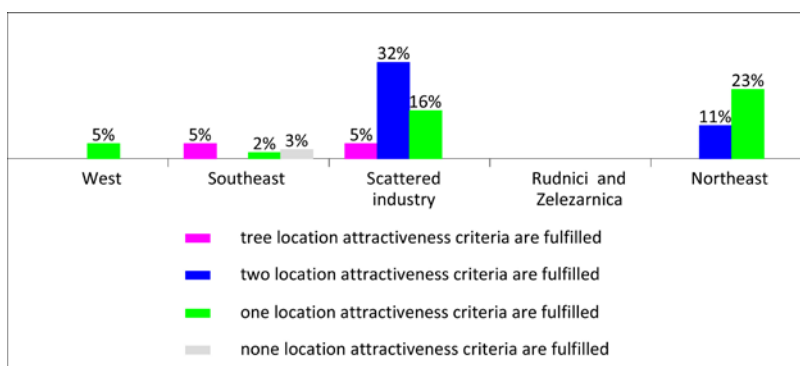 32%
23%
16%
11%
5%
5%
2%
3%
5%
West
Southeast
Scattered
industry
Rudnici and
Zelezarnica
Northeast
tree location attractiveness criteria are fulfilled
two location attractiveness criteria are fulfilled
one location attractiveness criteria are fulfilled
none location attractiveness criteria are fulfilled